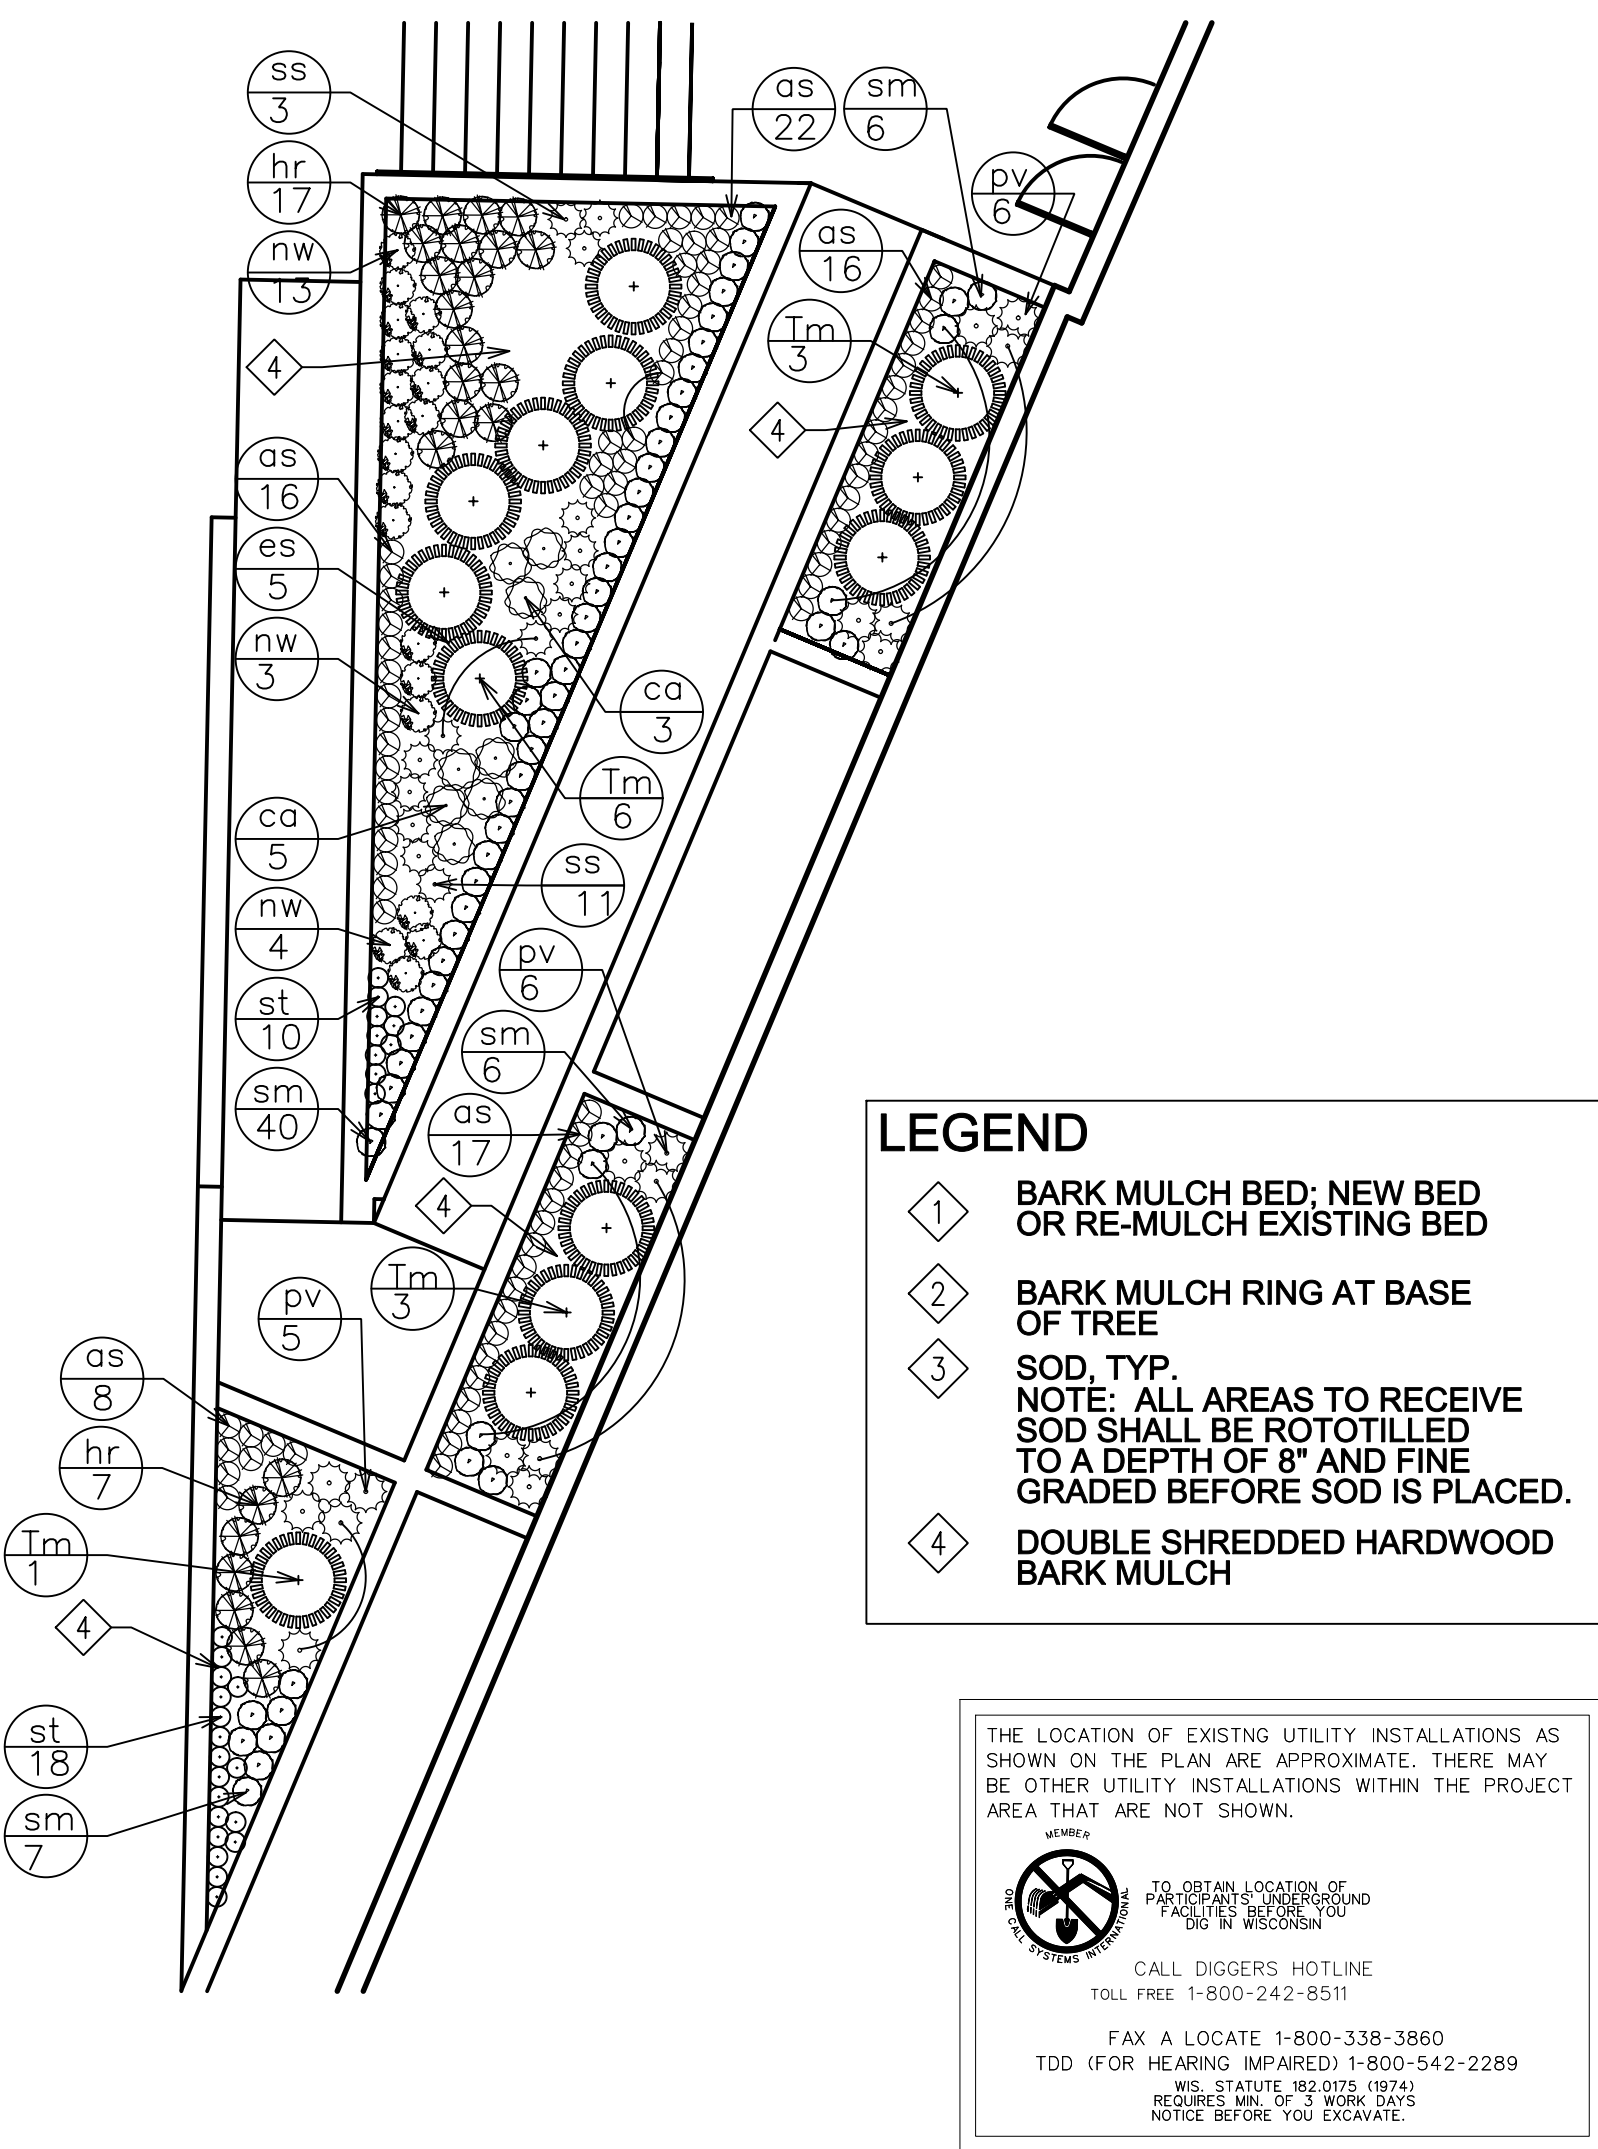 ss
3
hr
17
nw
13
4
as
16
es
5
nw
3
ca
5
nw
4
st
10
sm
40
as
22
sm
6
pv
6
as
16
Tm
3
4
ca
3
Tm
6
ss
11
pv
6
sm
6
as
17
4
Tm
3
pv
5
as
8
hr
7
Tm
1
4
st
18
sm
7
LEGEND
1
BARK MULCH BED; NEW BED
OR RE-MULCH EXISTING BED
2
BARK MULCH RING AT BASE
OF TREE
3
SOD, TYP.
NOTE: ALL AREAS TO RECEIVE
SOD SHALL BE ROTOTILLED
TO A DEPTH OF 8" AND FINE
GRADED BEFORE SOD IS PLACED.
4
DOUBLE SHREDDED HARDWOOD
BARK MULCH
THE LOCATION OF EXISTNG UTILITY INSTALLATIONS AS
SHOWN ON THE PLAN ARE APPROXIMATE. THERE MAY
BE OTHER UTILITY INSTALLATIONS WITHIN THE PROJECT
AREA THAT ARE NOT SHOWN.
MEMBER
ONE CALL SYSTEMS INTERNATIONAL
TO OBTAIN LOCATION OF
PARTICIPANTS' UNDERGROUND
FACILITIES BEFORE YOU
DIG IN WISCONSIN
CALL DIGGERS HOTLINE
TOLL FREE 1-800-242-8511
FAX A LOCATE 1-800-338-3860
TDD (FOR HEARING IMPAIRED) 1-800-542-2289
WIS. STATUTE 182.0175 (1974)
REQUIRES MIN. OF 3 WORK DAYS
NOTICE BEFORE YOU EXCAVATE.